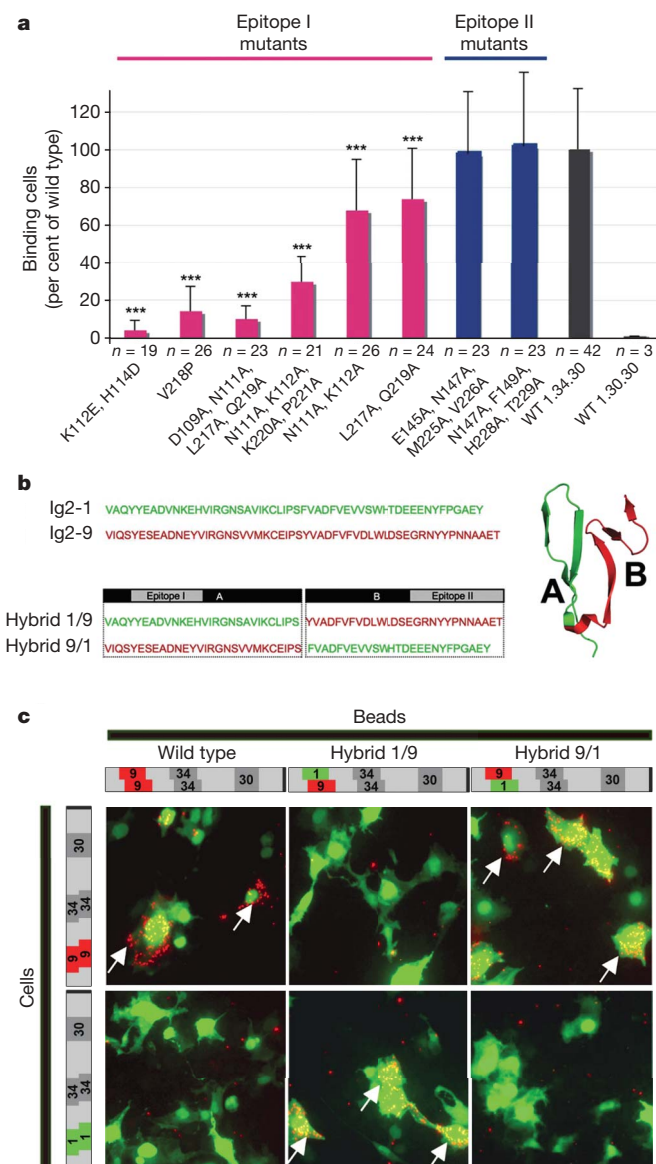 a
Epitope I
mutants
Epitope II
mutants
Binding cells
(per cent of wild type)
120
100
80
60
40
20
0
***
***
***
***
***
***
n = 19
n = 26
n = 23
n = 21
n = 26
n = 24
n = 23
n = 23
n = 42
n = 3
K112E, H114D
V218P
D109A, N111A,
L217A, Q219A
N111A, K112A,
K220A, P221A
N111A, K112A
L217A, Q219A
E145A, N147A,
M225A, V226A
N147A, F149A,
H228A, T229A
WT 1.34.30
WT 1.30.30
b
Ig2-1 VAQYYEADVNKEHVIRGNSAVIKCLIPSFVADFVEVVSWHTDEEENYFPGAEY
Ig2-9 VIQSYESEADNEYVIRGNSVVMKCEIPSYVADFVFVDLWLDSEGRNYYPNNAAET
Epitope I A B Epitope II
Hybrid 1/9 VAQYYEADVNKEHVIRGNSAVIKCLIPS YVADFVFVDLWLDSEGRNYYPNNAAET
Hybrid 9/1 VIQSYESEADNEYVIRGNSVVMKCEIPS FVADFVEVVSWHTDEEENYFPGAEY
A
B
c
Beads
Wild type Hybrid 1/9 Hybrid 9/1
9 34 30 1 34 30 9 34 30
9 34 9 34 1 34
Cells
30
34 34
9 9
30
34 34
1 1